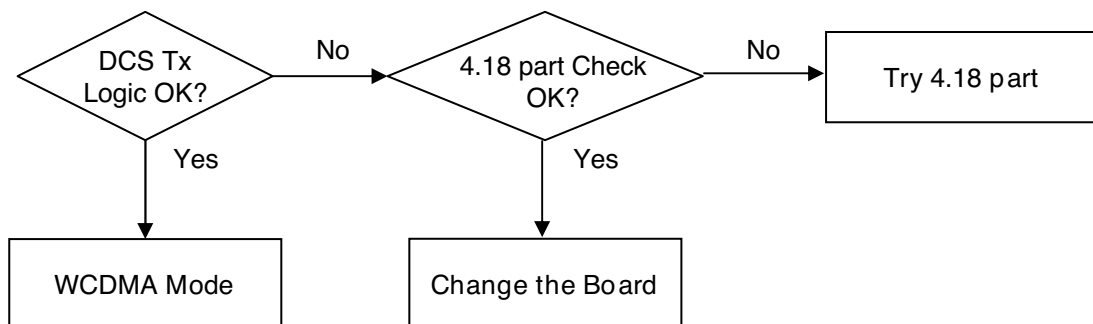 DCS Tx
Logic OK?
No
4.18 part Check
OK?
No
Try 4.18 part
Yes
Yes
WCDMA Mode
Change the Board